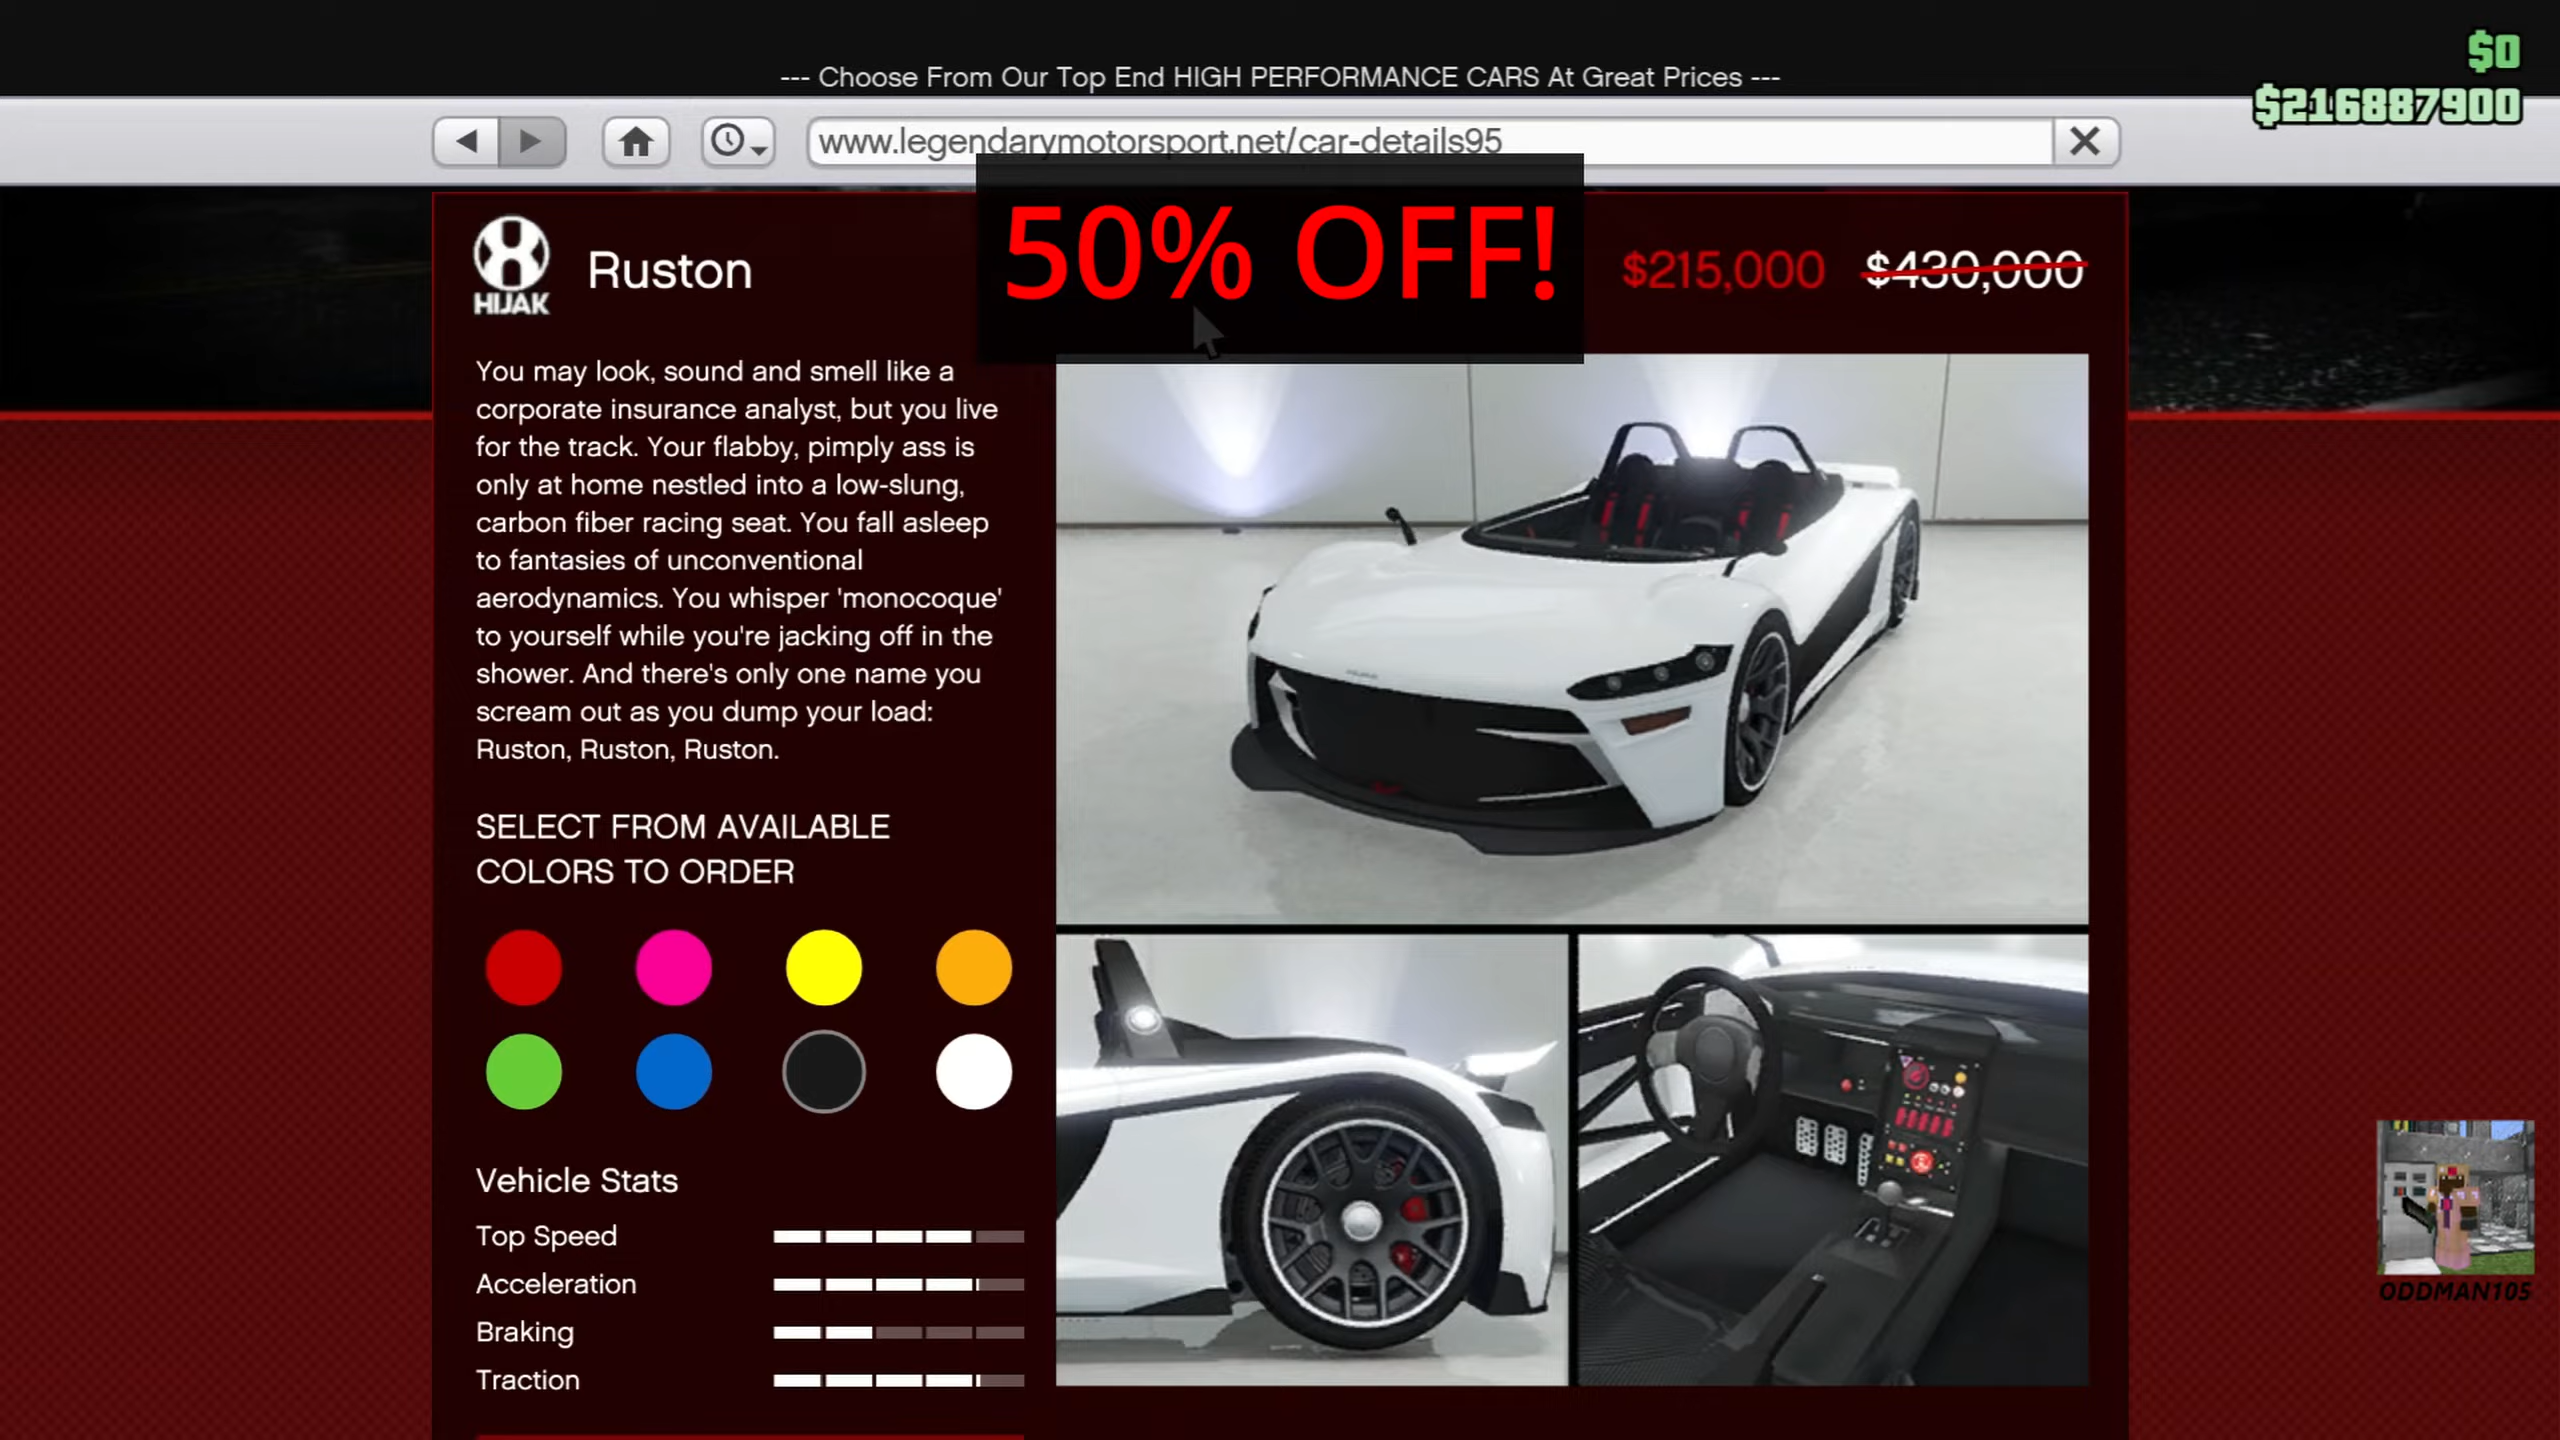 $0
--- Choose From Our Top End HIGH PERFORMANCE CARS At Great Prices ---
$216887900
www.legendarymotorsport.net/car-details95
50% OFF!
HIJAK
Ruston
$215,000 $430,000
You may look, sound and smell like a
corporate insurance analyst, but you live
for the track. Your flabby, pimply ass is
only at home nestled into a low-slung,
carbon fiber racing seat. You fall asleep
to fantasies of unconventional
aerodynamics. You whisper 'monocoque'
to yourself while you're jacking off in the
shower. And there's only one name you
scream out as you dump your load:
Ruston, Ruston, Ruston.
SELECT FROM AVAILABLE
COLORS TO ORDER
Vehicle Stats
Top Speed
Acceleration
Braking
Traction
ODDMAN105